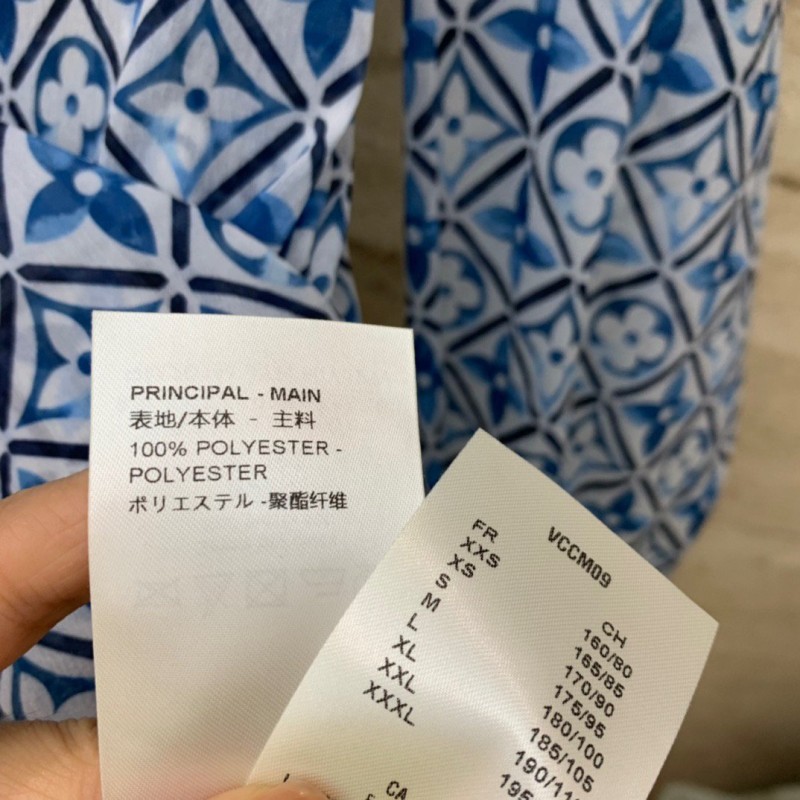 PRINCIPAL - MAIN
表地/本体 - 主料
100% POLYESTER -
POLYESTER
ポリエステル -聚酯纤维
VCCM09
FR CH
XXS 160/80
XS 165/85
S 170/90
M 175/95
L 180/100
XL 185/105
XXL
XXXL
CA